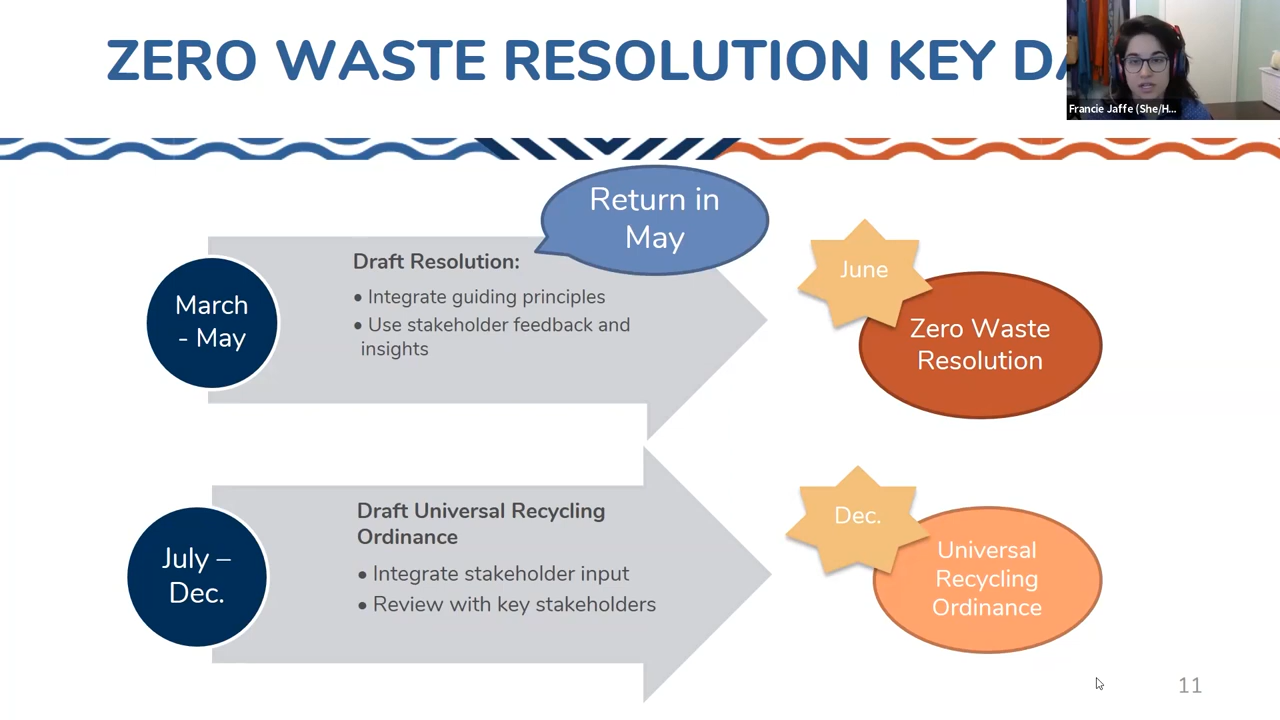 ZERO WASTE RESOLUTION KEY DA
Francie Jaffe (She/H...
Return in
May
March
- May
Draft Resolution:
• Integrate guiding principles
• Use stakeholder feedback and
insights
June
Zero Waste
Resolution
July –
Dec.
Draft Universal Recycling
Ordinance
• Integrate stakeholder input
• Review with key stakeholders
Dec.
Universal
Recycling
Ordinance
11